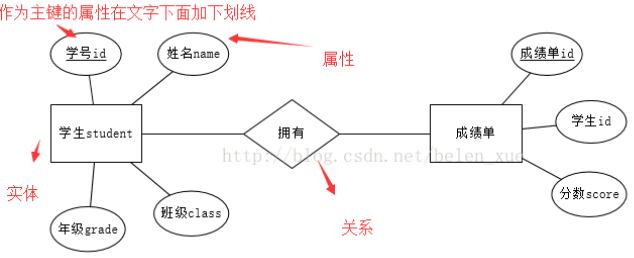 作为主键的属性在文字下面加下划线
学号id
姓名name
属性
成绩单id
学生student
拥有
成绩单
学生id
http://blog.csdn.net/belen_xue
实体
年级grade
班级class
关系
分数score